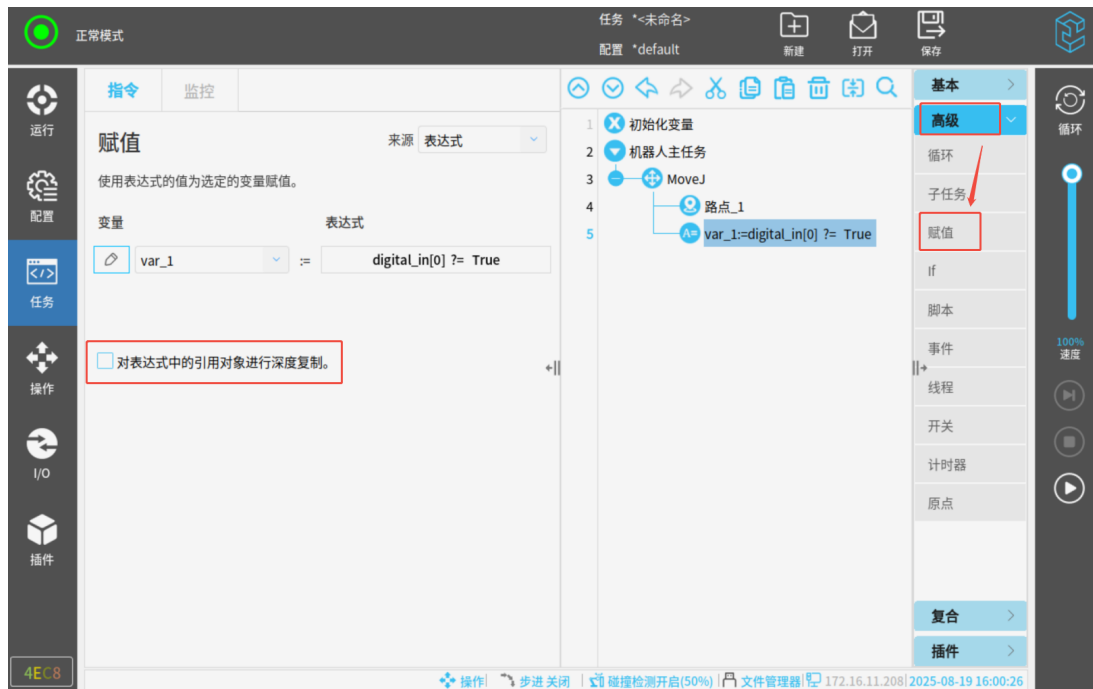 正常模式
任务 *<未命名>
配置 *default
新建
打开
保存
运行
配置
任务
操作
I/O
插件
4EC8
指令
监控
赋值
来源 表达式
使用表达式的值为选定的变量赋值。
变量 表达式
var_1 := digital_in[0] ?= True
对表达式中的引用对象进行深度复制。
1 初始化变量
2 机器人主任务
3 MoveJ
4 路点_1
5 var_1:=digital_in[0] ?= True
基本
高级
循环
子任务
赋值
If
脚本
事件
线程
开关
计时器
原点
复合
插件
循环
100%
速度
操作 步进 关闭 碰撞检测开启(50%) 文件管理器 172.16.11.208 2025-08-19 16:00:26